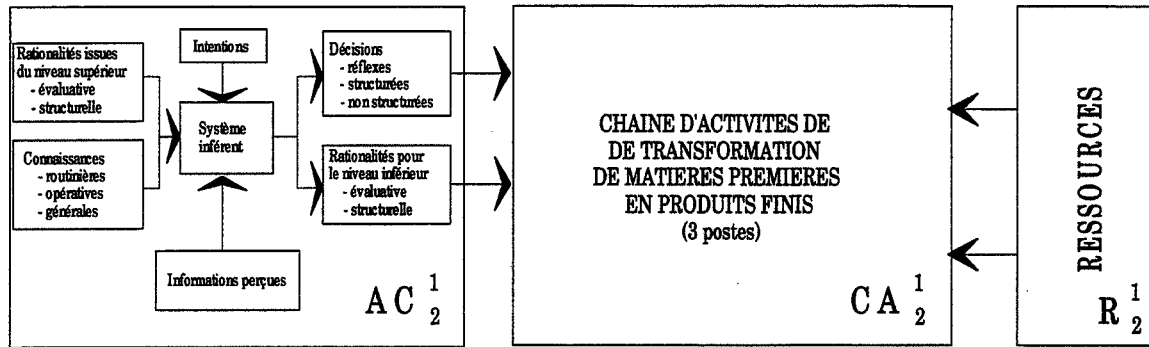 Rationalités issues
du niveau supérieur
- évaluative
- structurelle
Connaissances
- routinières
- opératives
- générales
Intentions
Système
inférent
Informations perçues
Décisions
- réflexes
- structurées
- non structurées
Rationalités pour
le niveau inférieur
- évaluative
- structurelle
AC 1 2
CHAINE D'ACTIVITES DE
DE TRANSFORMATION
DE MATIERES PREMIERES
EN PRODUITS FINIS
(3 postes)
CA 1 2
RESSOURCES
R 1 2